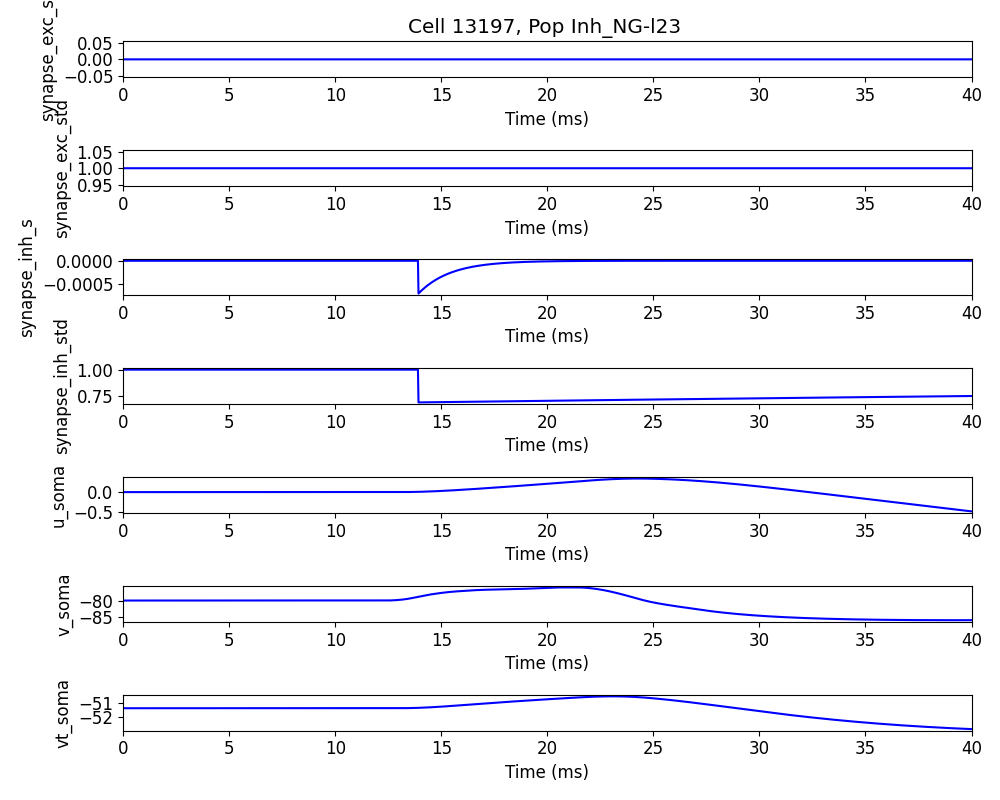 Cell 13197, Pop Inh_NG-l23
synapse_exc_s
0.05
0.00
−0.05
0 5 10 15 20 25 30 35 40
Time (ms)
synapse_exc_std
1.05
1.00
0.95
0 5 10 15 20 25 30 35 40
Time (ms)
synapse_inh_s
0.0000
−0.0005
0 5 10 15 20 25 30 35 40
Time (ms)
synapse_inh_std
1.00
0.75
0 5 10 15 20 25 30 35 40
Time (ms)
u_soma
0.0
−0.5
0 5 10 15 20 25 30 35 40
Time (ms)
v_soma
−80
−85
0 5 10 15 20 25 30 35 40
Time (ms)
vt_soma
−51
−52
0 5 10 15 20 25 30 35 40
Time (ms)